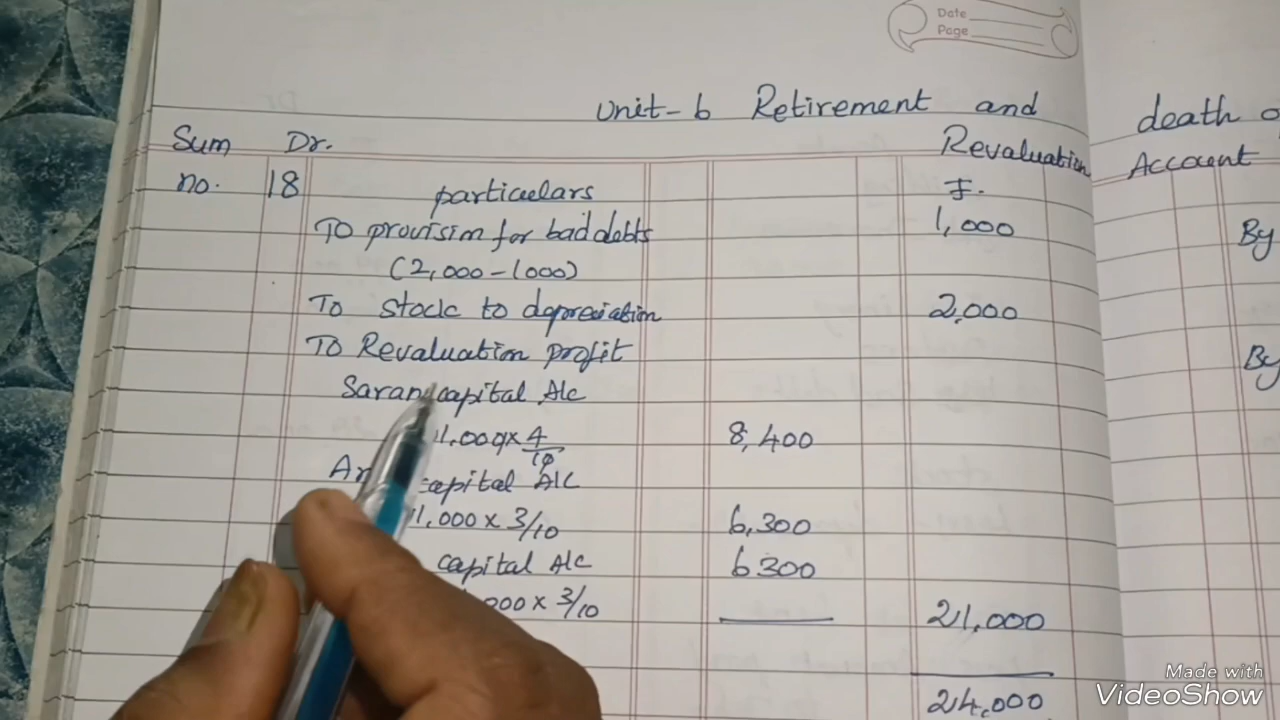 Date
Page
Unit-6 Retirement and death o
Sum Dr. Revaluation Account
no. 18 particulars ₹.
To provision for bad debts 1,000 By
(2,000-1000)
To stock to depreciation 2,000
To Revaluation profit By
Saran capital A/c
1,000 x 4/10 8,400
capital A/c
1,000 x 3/10 6,300
capital A/c 6300
000 x 3/10 21,000
24,000
Made with
VideoShow